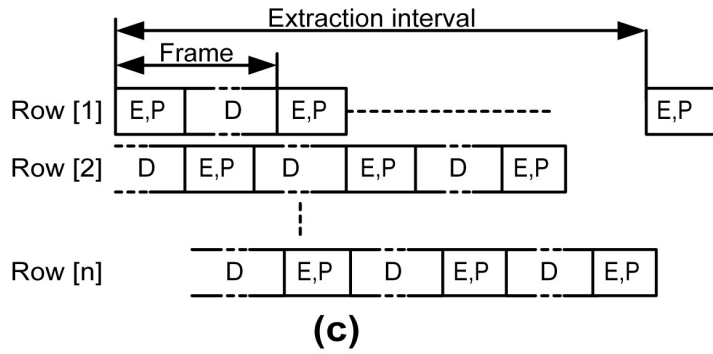 Extraction interval
Frame
Row [1] E,P D E,P E,P
Row [2] D E,P D E,P D E,P
Row [n] D E,P D E,P D E,P
(c)